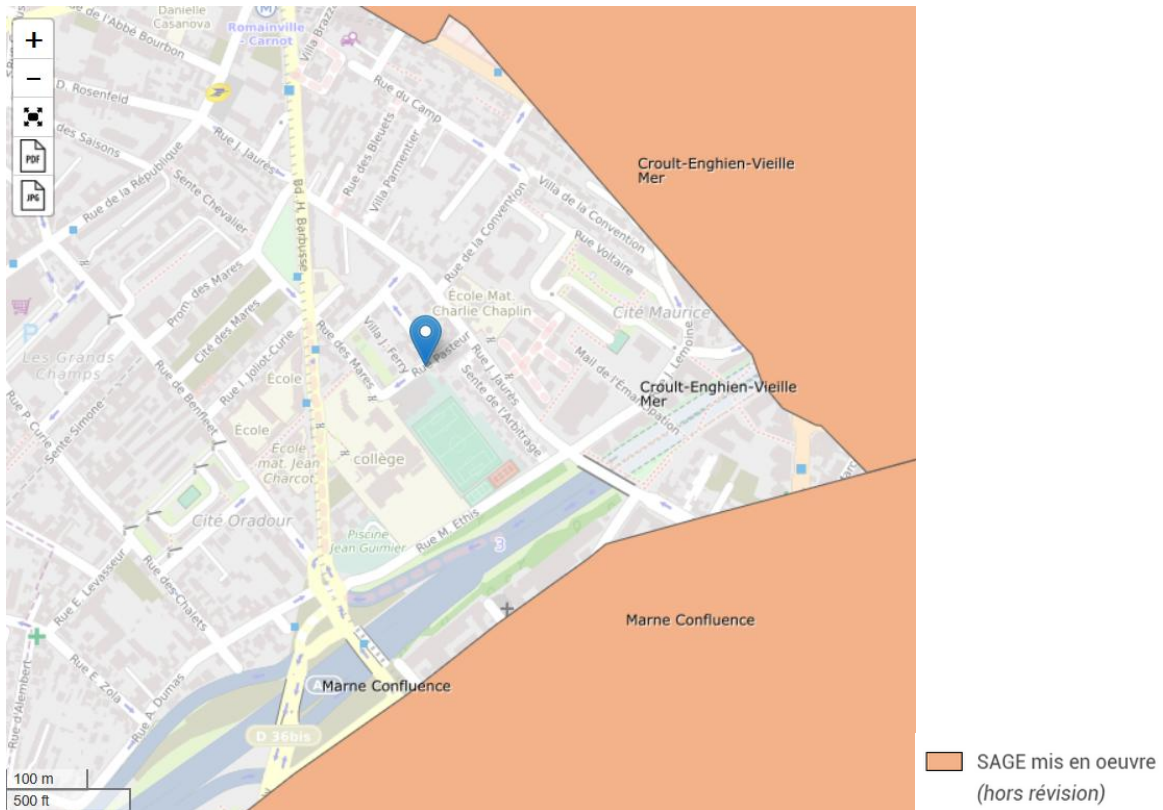 Danielle
Casanova
Rue de l'Abbé Bourbon
M
Romainville
- Carnot
Villa Brazza
+
−
PDF
JPG
D. Rosenfeld
des Saisons
Rue de la République
Sente Chevalier
Rue J. Jaurès
Bd. H. Barbusse
Rue du Camp
Rue des Bleuets
Villa Parmentier
Rue de la Convention
Villa de la Convention
Rue Voltaire
Croult-Enghien-Vieille
Mer
Prom. des Mares
Cité des Mares
Rue I. Joliot-Curie
Rue des Mares
Villa J. Ferry
Rue Pasteur
École Mat.
Charlie Chaplin
Cité Maurice
Rue J. Jaurès
Sente de l'Arbitrage
Mail de l'Émancipation
J. Lemoine
Croult-Enghien-Vieille
Mer
Les Grands
Champs
Rue P. Curie
Sente Simone
Rue de Benfleet
École
École
École
mat. Jean
Charcot
collège
Cité Oradour
Piscine
Jean Guimier
Rue M. Ethis
3
Rue E. Levasseur
Rue des Chalets
Rue d'Alembert
Rue E. Zola
Rue A. Dumas
Marne Confluence
Marne Confluence
D 36bis
100 m
500 ft
SAGE mis en oeuvre
(hors révision)